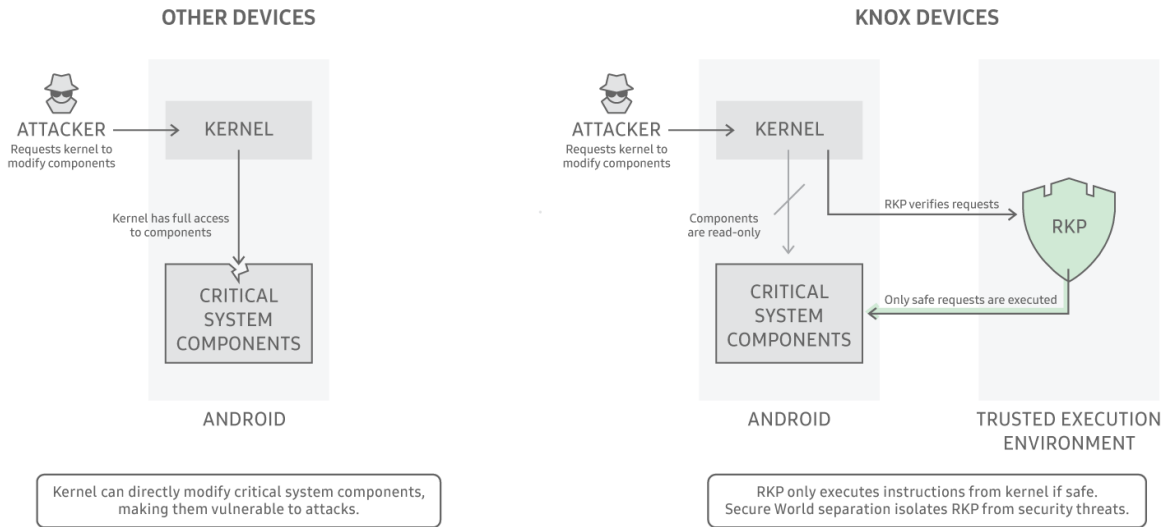 OTHER DEVICES
ATTACKER
Requests kernel to
modify components
KERNEL
Kernel has full access
to components
CRITICAL
SYSTEM
COMPONENTS
ANDROID
Kernel can directly modify critical system components,
making them vulnerable to attacks.
KNOX DEVICES
ATTACKER
Requests kernel to
modify components
KERNEL
Components
are read-only
RKP verifies requests
RKP
Only safe requests are executed
CRITICAL
SYSTEM
COMPONENTS
ANDROID
TRUSTED EXECUTION
ENVIRONMENT
RKP only executes instructions from kernel if safe.
Secure World separation isolates RKP from security threats.